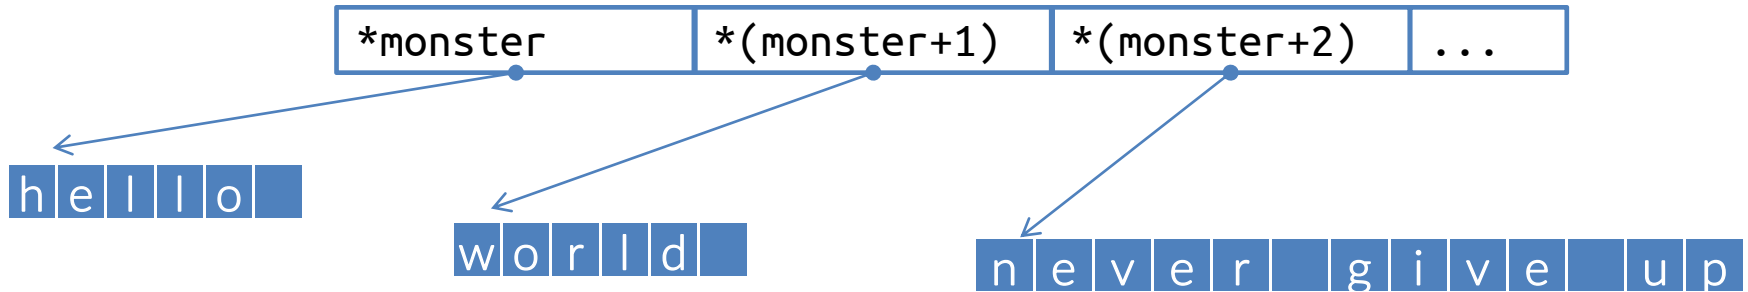 *monster *(monster+1) *(monster+2) ...
hello
world
never give up